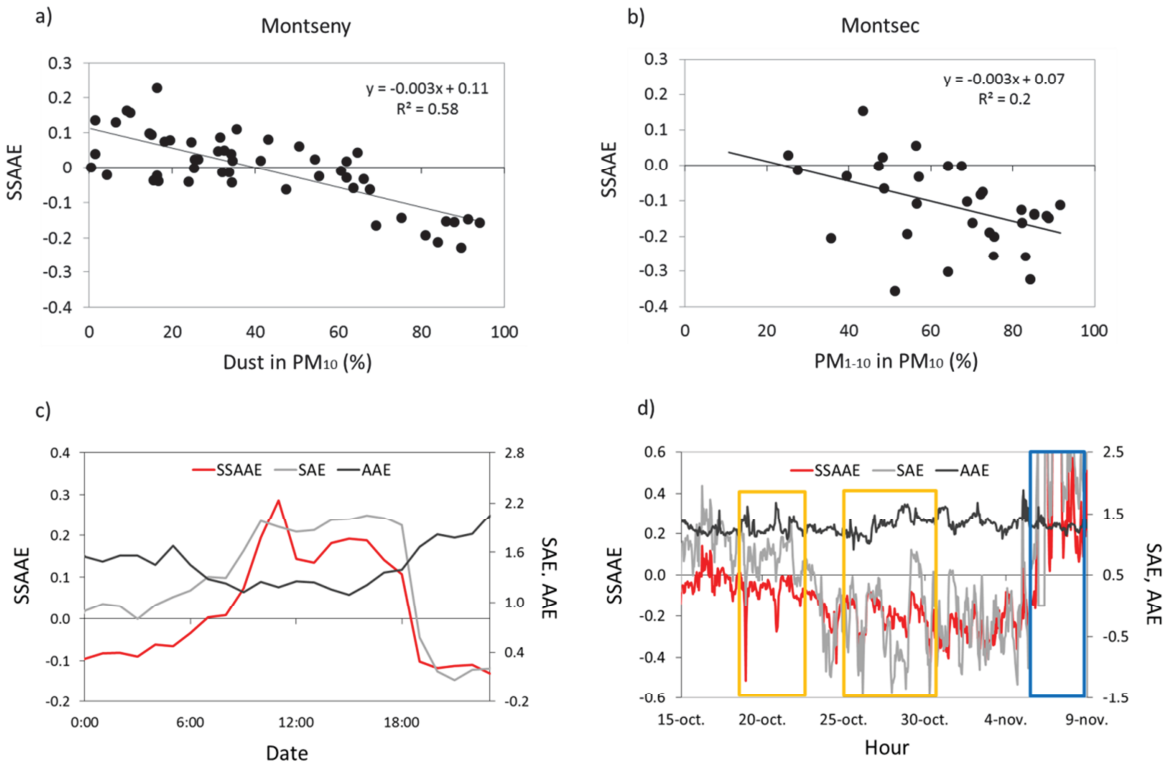 a)
Montseny
SSAAE
0.3
0.2
0.1
0
-0.1
-0.2
-0.3
-0.4
y = -0.003x + 0.11
R² = 0.58
0 20 40 60 80 100
Dust in PM10 (%)
b)
Montsec
SSAAE
0.3
0.2
0.1
0.0
-0.1
-0.2
-0.3
-0.4
y = -0.003x + 0.07
R² = 0.2
0 20 40 60 80 100
PM1-10 in PM10 (%)
c)
SSAAE
0.4
0.3
0.2
0.1
0.0
-0.1
-0.2
SSAAE SAE AAE
2.8
2.2
1.6
1.0
0.4
-0.2
SAE, AAE
0:00 6:00 12:00 18:00
Date
d)
SSAAE
0.6
0.4
0.2
0.0
-0.2
-0.4
-0.6
SSAAE SAE AAE
2.5
1.5
0.5
-0.5
-1.5
SAE, AAE
15-oct. 20-oct. 25-oct. 30-oct. 4-nov. 9-nov.
Hour